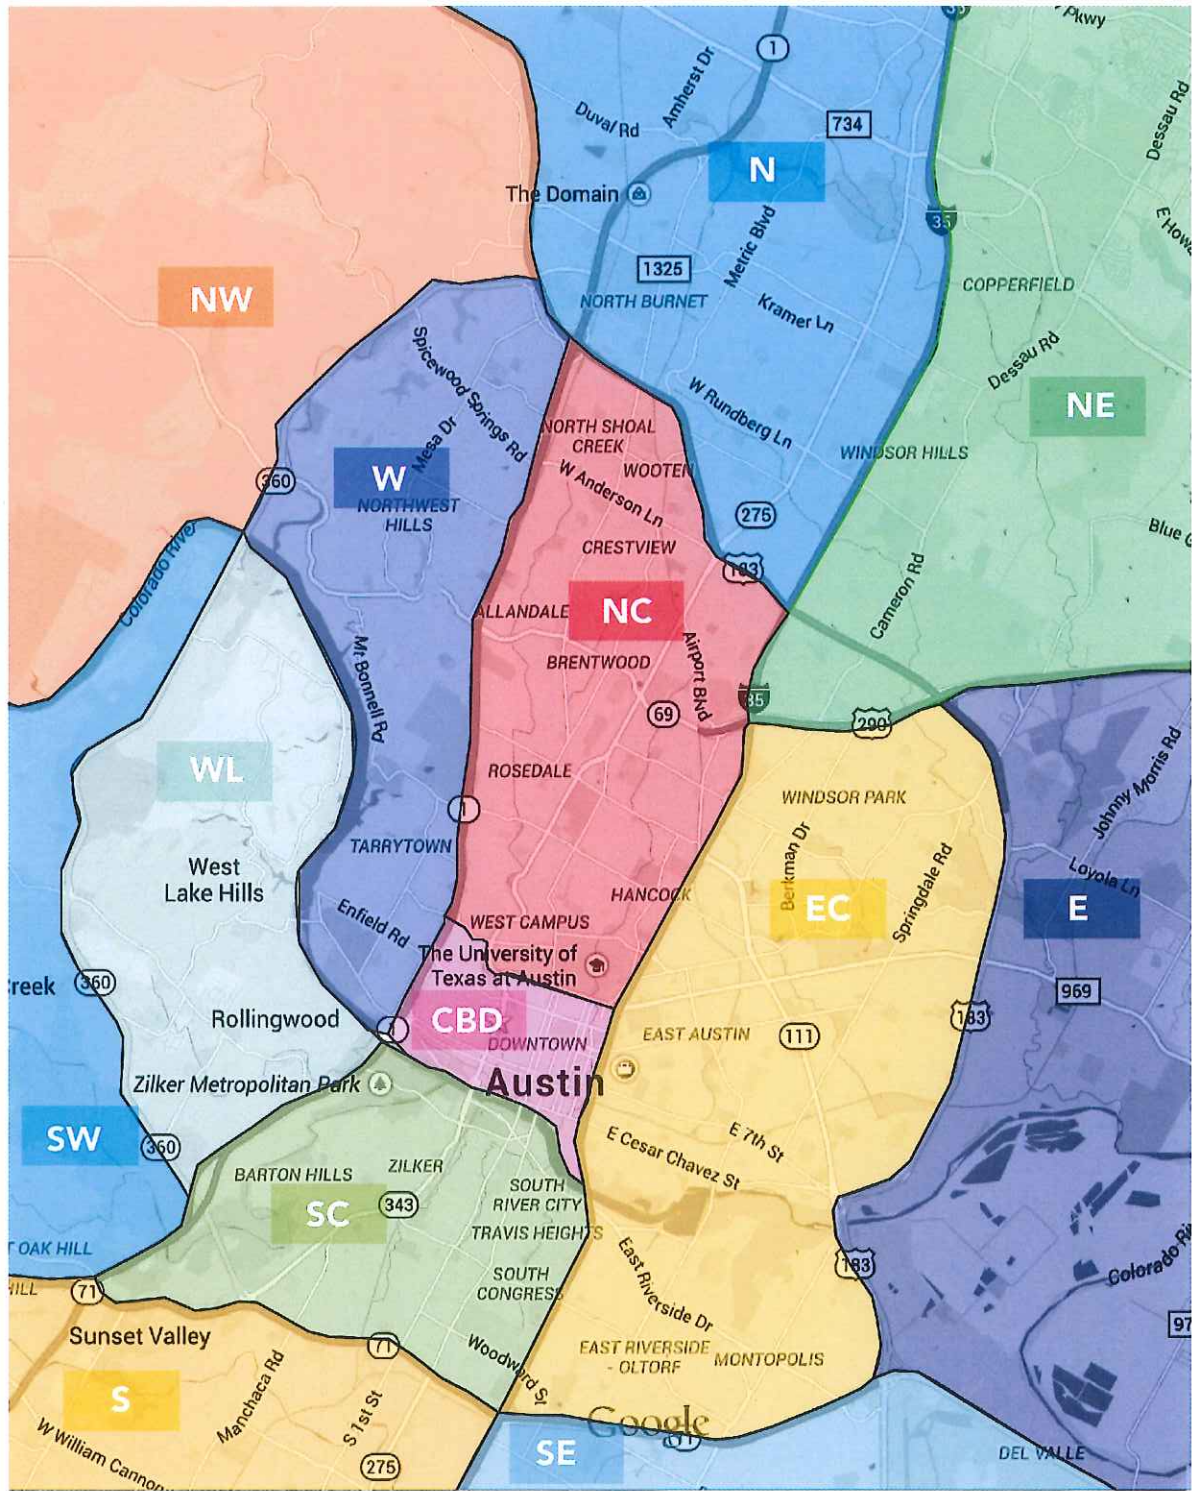 Pkwy
35
1
Amherst Dr
Duval Rd
734
Dessau Rd
N
The Domain
Metric Blvd
35
E Howa
1325
COPPERFIELD
NW
NORTH BURNET
Kramer Ln
Spicewood Springs Rd
Dessau Rd
NE
W Rundberg Ln
Mesa Dr
NORTH SHOAL
CREEK
WOOTEN
WINDSOR HILLS
W
360
W Anderson Ln
NORTHWEST
HILLS
275
Blue
Colorado River
CRESTVIEW
183
Cameron Rd
ALLANDALE
NC
Mt Bonnell Rd
BRENTWOOD
Airport Blvd
35
69
290
WL
ROSEDALE
Johnny Morris Rd
WINDSOR PARK
1
TARRYTOWN
Berkman Dr
Springdale Rd
Loyola Ln
West
Lake Hills
HANCOCK
EC
E
Enfield Rd
WEST CAMPUS
The University of
Texas at Austin
reek
360
969
Rollingwood
1
CBD
183
EAST AUSTIN
111
DOWNTOWN
Zilker Metropolitan Park
Austin
SW
360
E Cesar Chavez St
E 7th St
BARTON HILLS
ZILKER
SC
343
SOUTH
RIVER CITY
TRAVIS HEIGHTS
T OAK HILL
East Riverside Dr
183
Colorado Ri
HILL
71
SOUTH
CONGRESS
97
Sunset Valley
71
Woodward St
EAST RIVERSIDE
- OLTORF
MONTOPOLIS
S
Manchaca Rd
S 1st St
W William Cannon
Google
71
275
SE
DEL VALLE